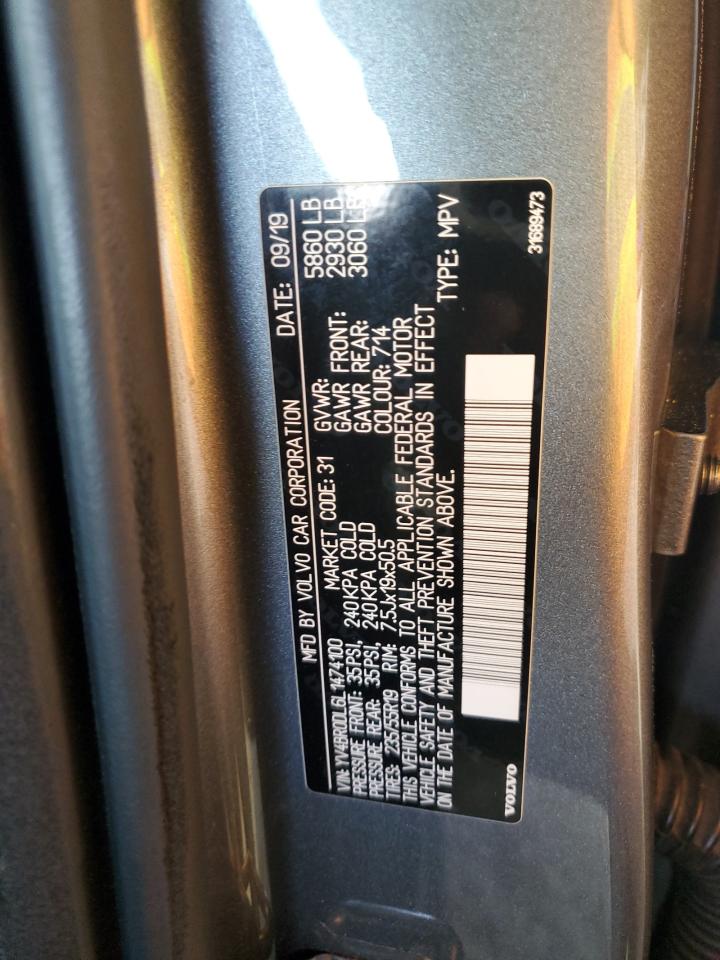 MFD BY VOLVO CAR CORPORATION DATE: 09/19
VIN: YV4BR0DL6L1474100 MARKET CODE: 31 GVWR: 5860 LB
PRESSURE FRONT: 35PSI, 240KPA COLD GAWR FRONT: 2930 LB
PRESSURE REAR: 35PSI, 240KPA COLD GAWR REAR: 3060 LB
TIRES: 235/55R19 RIM: 7,5Jx19x50,5 COLOUR: 714
THIS VEHICLE CONFORMS TO ALL APPLICABLE FEDERAL MOTOR
VEHICLE SAFETY AND THEFT PREVENTION STANDARDS IN EFFECT
ON THE DATE OF MANUFACTURE SHOWN ABOVE. TYPE: MPV
VOLVO 31689473